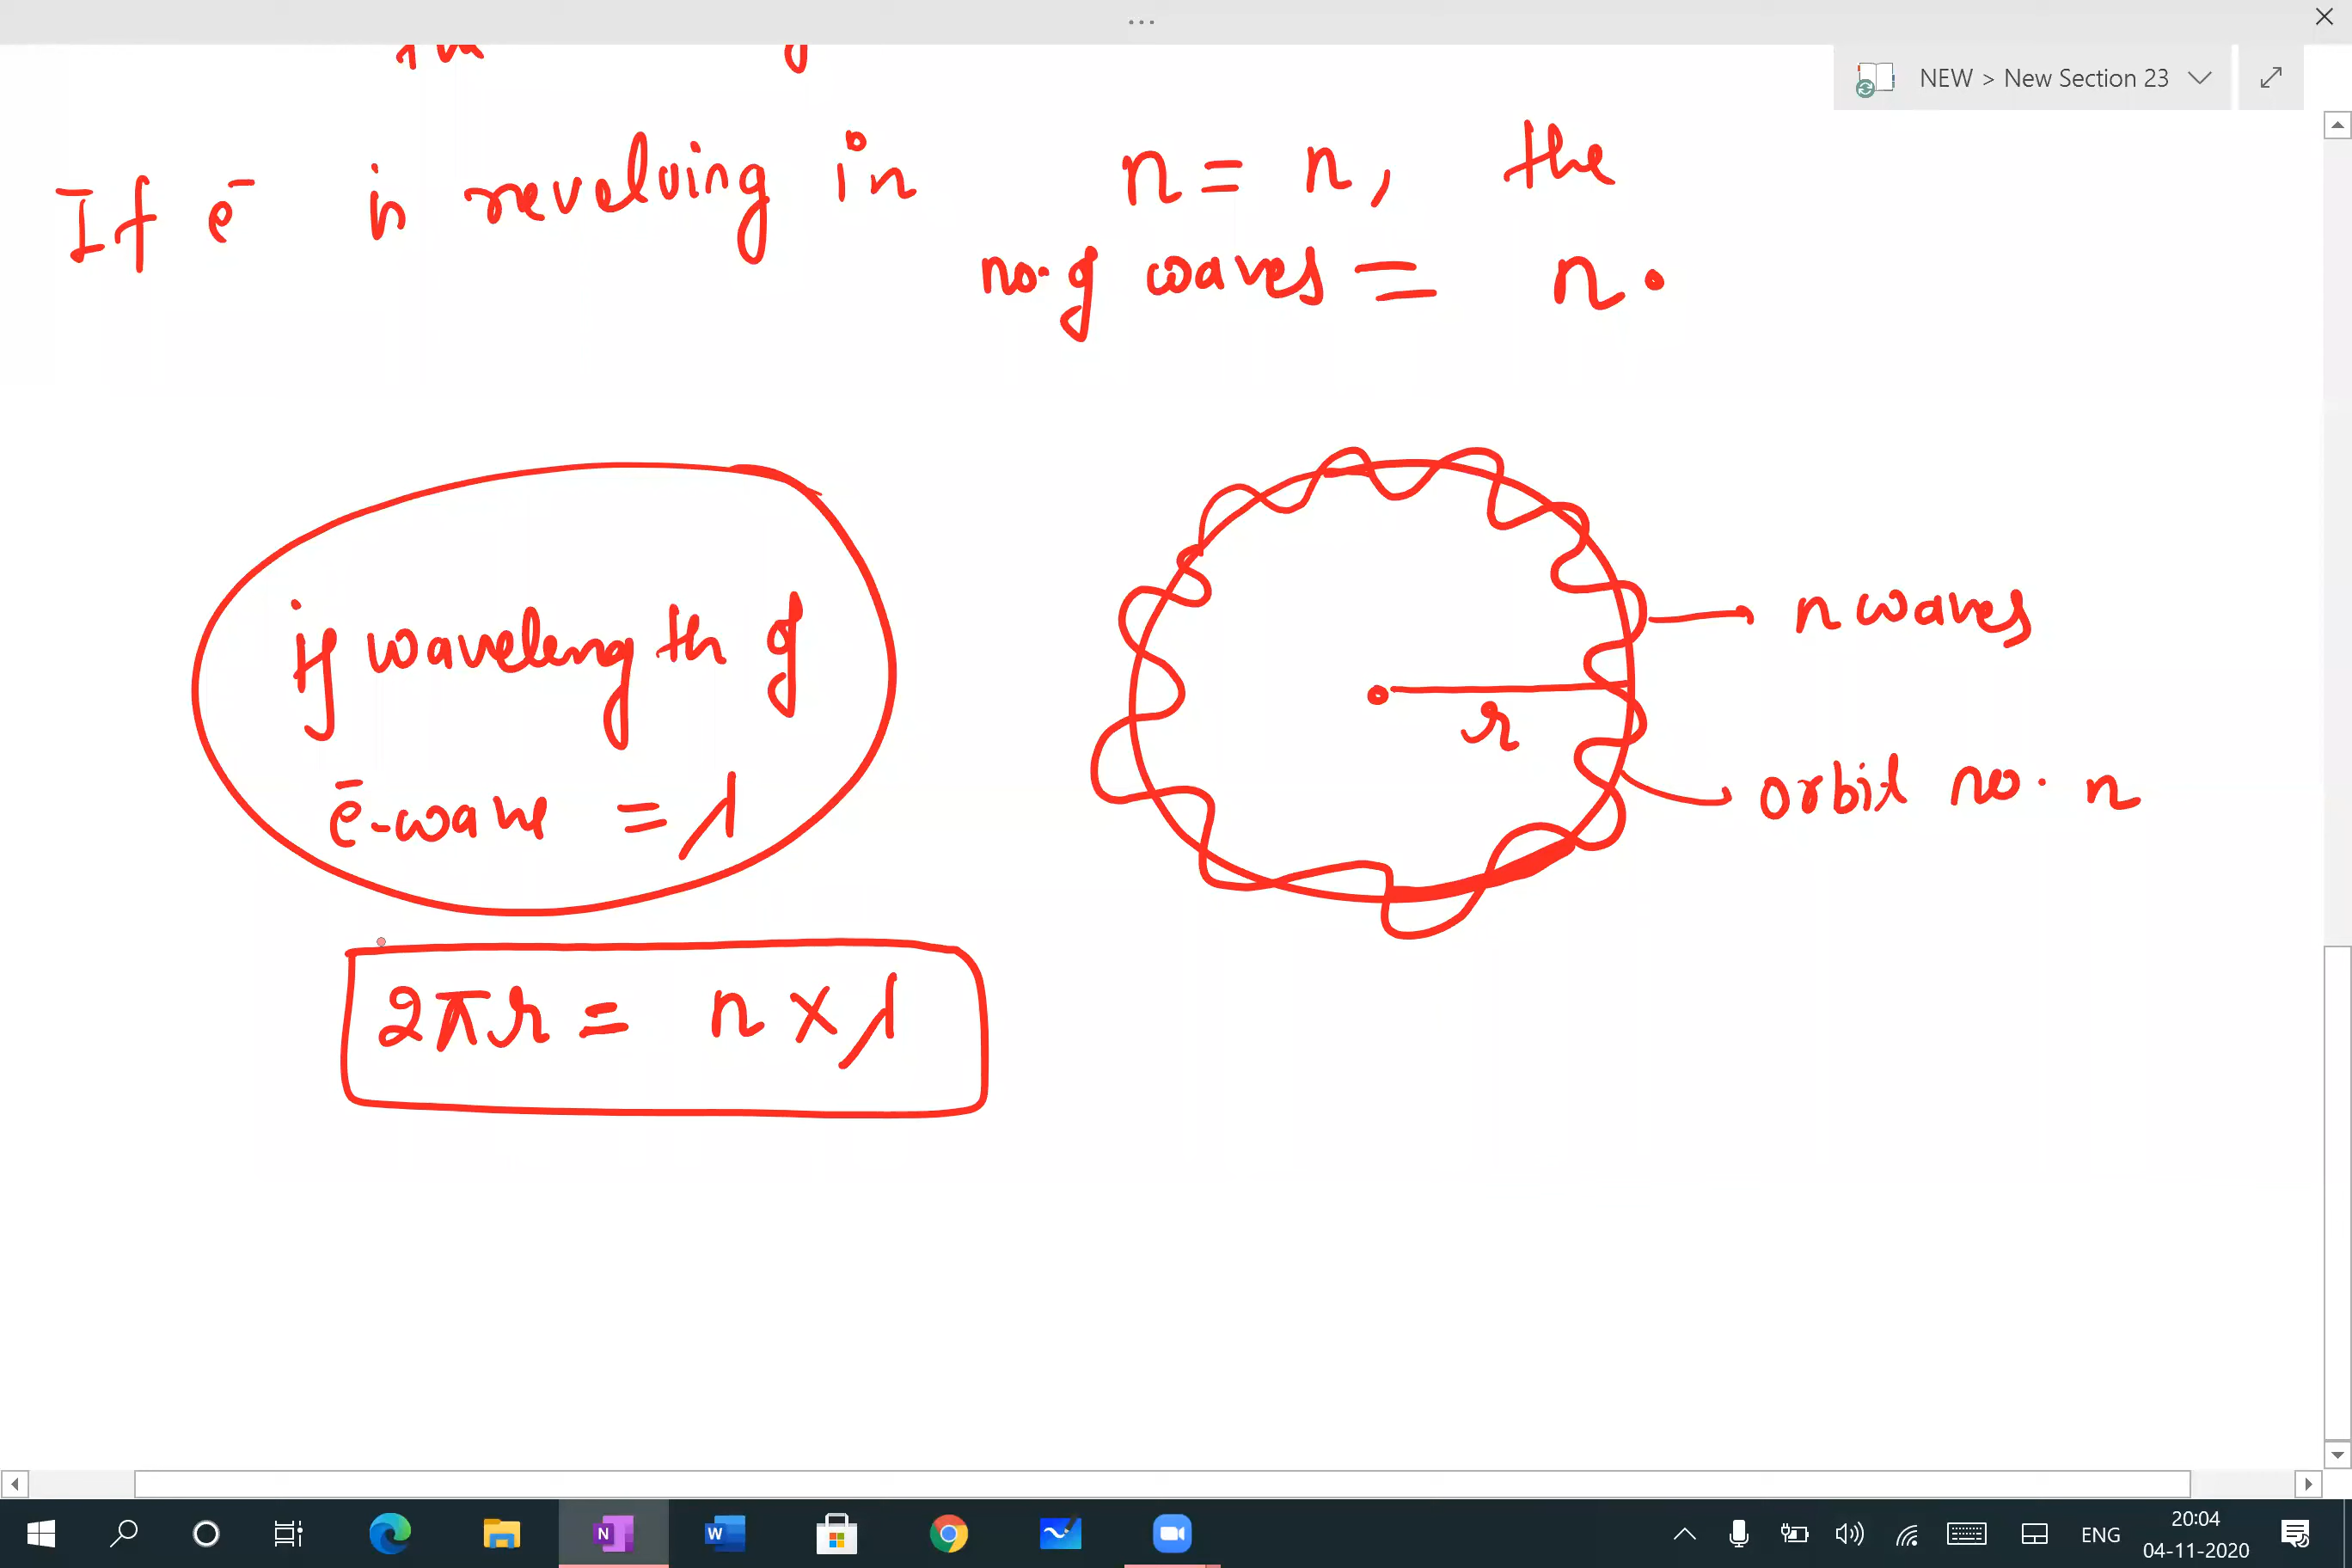 ...
NEW > New Section 23
If e⁻ is revolving in n = n, the
no. of waves = n.
if wavelength of
e⁻-wave = λ
2πr = n × λ
n waves
r
orbit no. n
ENG
20:04
04-11-2020